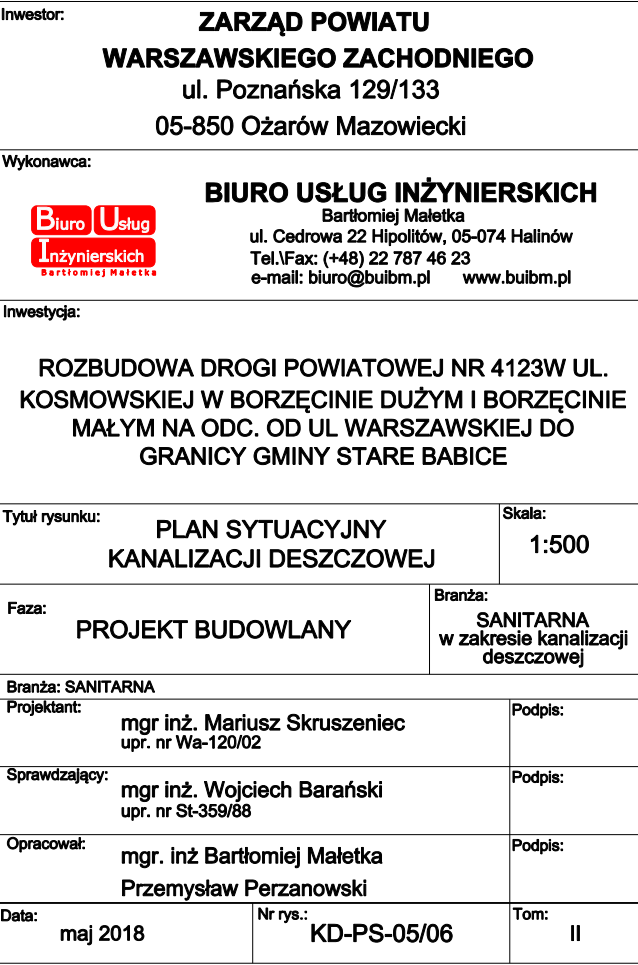 Inwestor:
ZARZĄD POWIATU
WARSZAWSKIEGO ZACHODNIEGO
ul. Poznańska 129/133
05-850 Ożarów Mazowiecki
Wykonawca:
Biuro Usług
Inżynierskich
Bartłomiej Małetka
BIURO USŁUG INŻYNIERSKICH
Bartłomiej Małetka
ul. Cedrowa 22 Hipolitów, 05-074 Halinów
Tel.\Fax: (+48) 22 787 46 23
e-mail: biuro@buibm.pl www.buibm.pl
Inwestycja:
ROZBUDOWA DROGI POWIATOWEJ NR 4123W UL.
KOSMOWSKIEJ W BORZĘCINIE DUŻYM I BORZĘCINIE
MAŁYM NA ODC. OD UL WARSZAWSKIEJ DO
GRANICY GMINY STARE BABICE
Tytuł rysunku:
PLAN SYTUACYJNY
KANALIZACJI DESZCZOWEJ
Skala:
1:500
Faza:
PROJEKT BUDOWLANY
Branża:
SANITARNA
w zakresie kanalizacji
deszczowej
Branża: SANITARNA
Projektant:
mgr inż. Mariusz Skruszeniec
upr. nr Wa-120/02
Podpis:
Sprawdzający:
mgr inż. Wojciech Barański
upr. nr St-359/88
Podpis:
Opracował:
mgr. inż Bartłomiej Małetka
Przemysław Perzanowski
Podpis:
Data:
maj 2018
Nr rys.:
KD-PS-05/06
Tom:
II